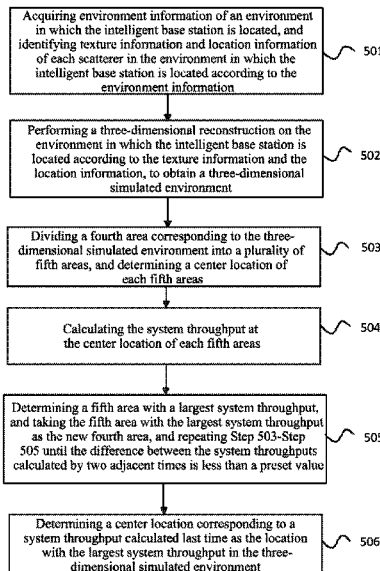 Acquiring environment information of an environment
in which the intelligent base station is located, and
identifying texture information and location information
of each scatterer in the environment in which the
intelligent base station is located according to the
environment information
501
Performing a three-dimensional reconstruction on the
environment in which the intelligent base station is
located according to the texture information and the
location information, to obtain a three-dimensional
simulated environment
502
Dividing a fourth area corresponding to the three-
dimensional simulated environment into a plurality of
fifth areas, and determining a center location of
each fifth areas
503
Calculating the system throughput at
the center location of each fifth areas
504
Determining a fifth area with a largest system throughput,
and taking the fifth area with the largest system throughput
as the new fourth area, and repeating Step 503-Step
505 until the difference between the system throughputs
calculated by two adjacent times is less than a preset value
505
Determining a center location corresponding to a
system throughput calculated last time as the location
with the largest system throughput in the three-
dimensional simulated environment
506